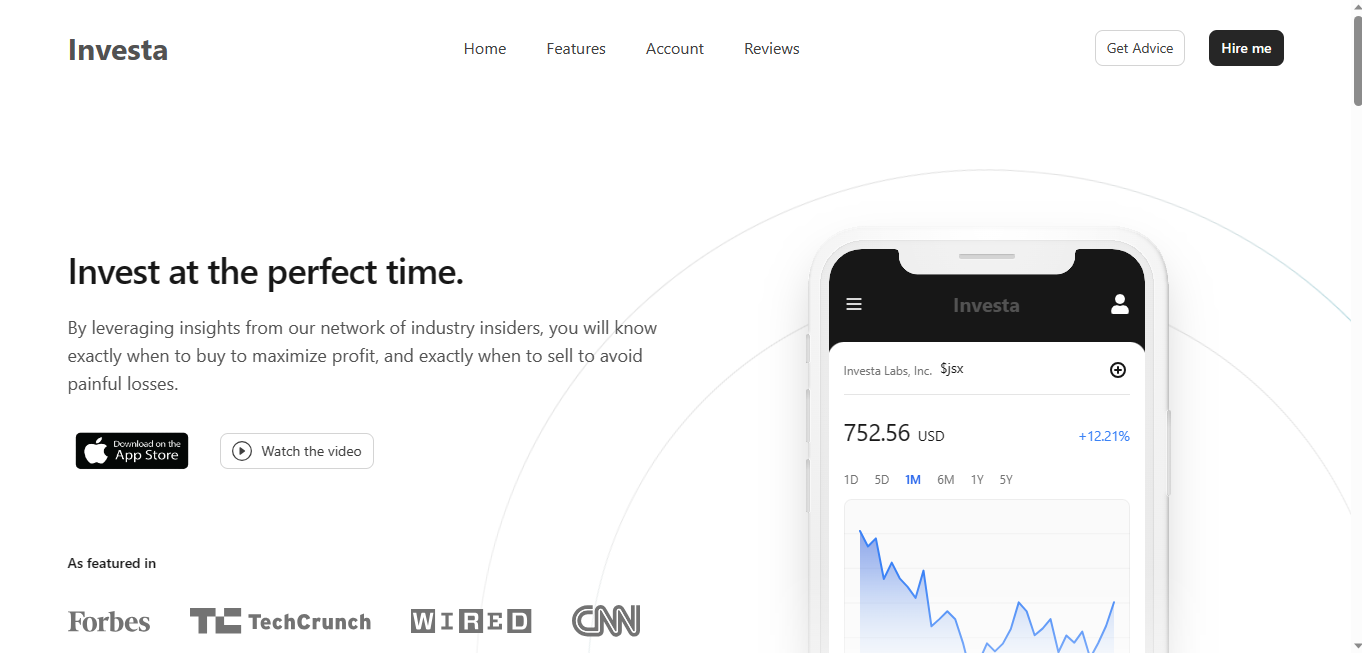 Investa
Home Features Account Reviews
Get Advice Hire me
Invest at the perfect time.
By leveraging insights from our network of industry insiders, you will know
exactly when to buy to maximize profit, and exactly when to sell to avoid
painful losses.
Download on the
App Store
Watch the video
As featured in
Forbes TC TechCrunch WIRED CNN
Investa
Investa Labs, Inc. $jsx
752.56 USD +12.21%
1D 5D 1M 6M 1Y 5Y